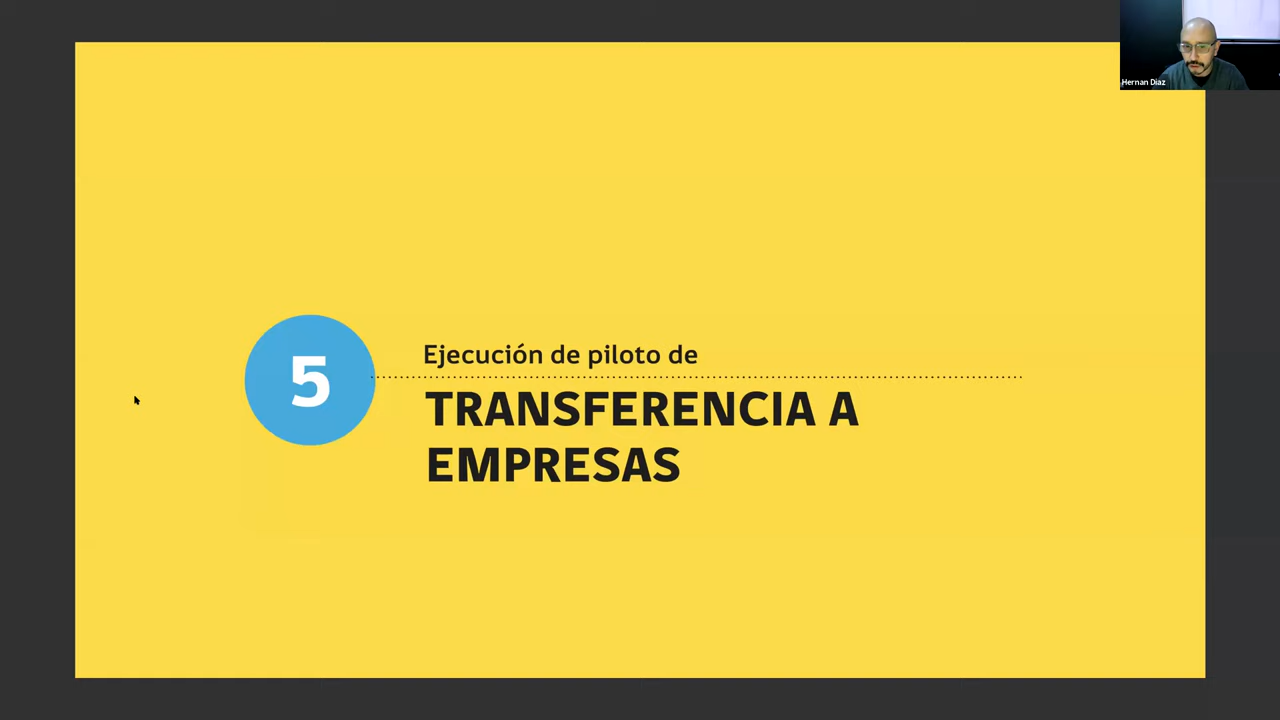 Hernan Diaz
5
Ejecución de piloto de
TRANSFERENCIA A
EMPRESAS